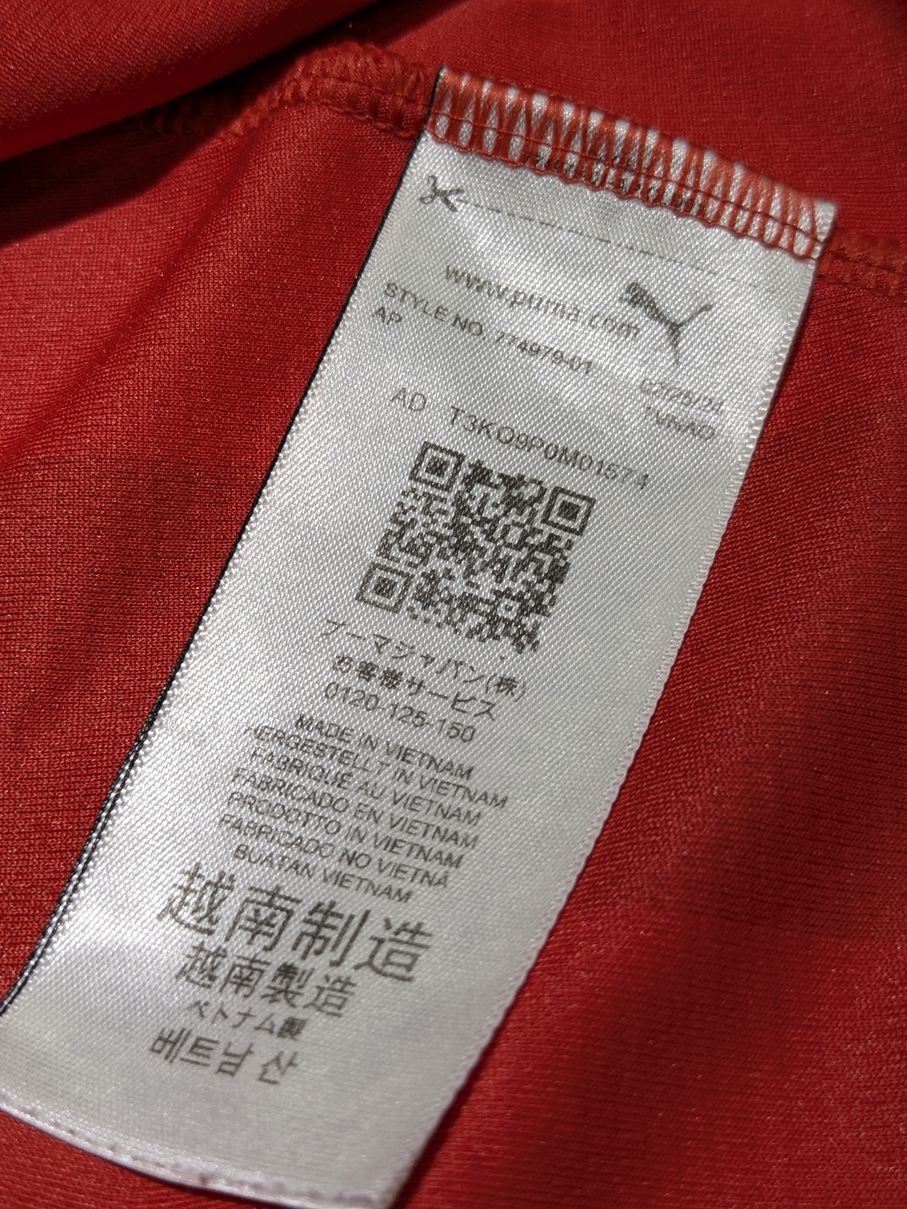 www.puma.com
STYLE NO. 774979-01
AP
AD T3KO9P0M01574
プーマジャパン(株)
お客様サービス
0120-125-150
MADE IN VIETNAM
HERGESTELLT IN VIETNAM
FABRIQUÉ AU VIETNAM
FABRICADO EN VIETNAM
PRODOTTO IN VIETNAM
FABRICADO NO VIETNÃ
BUATAN VIETNAM
越南制造
越南製造
ベトナム製
베트남 산